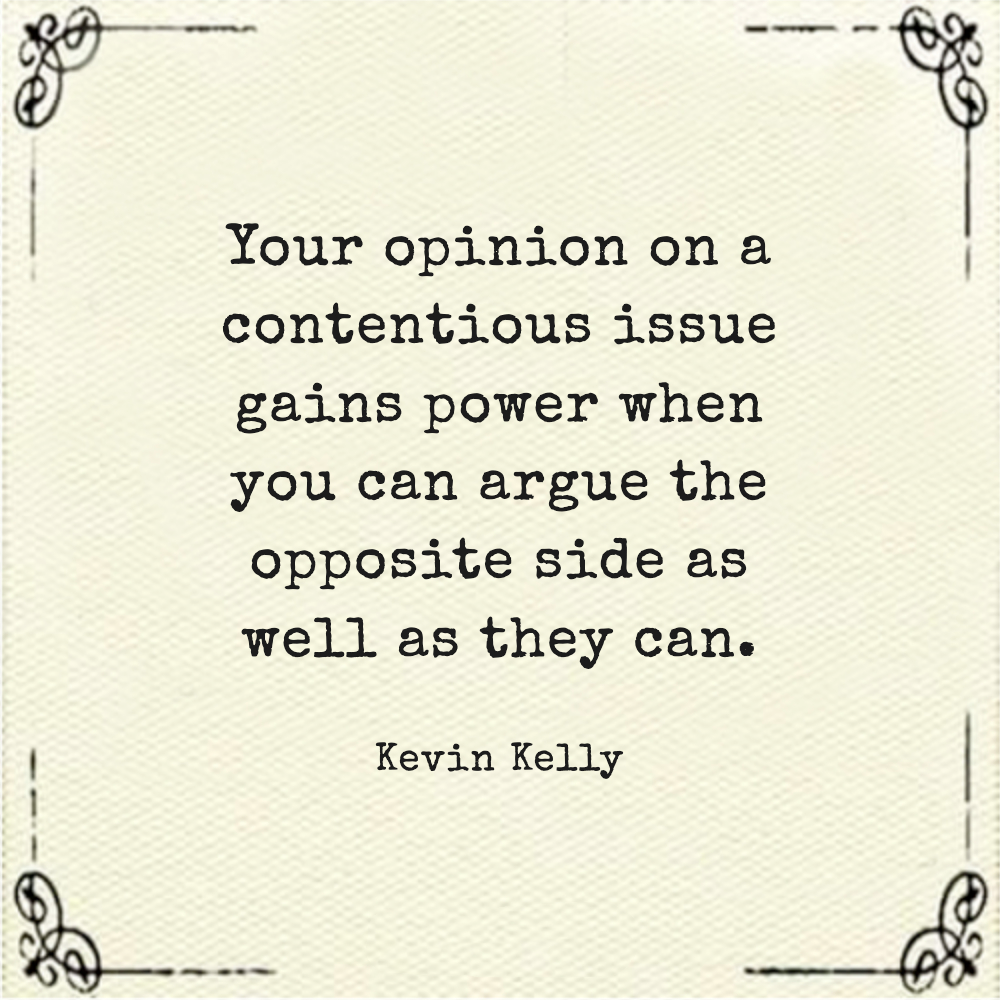 Your opinion on a
contentious issue
gains power when
you can argue the
opposite side as
well as they can.
Kevin Kelly